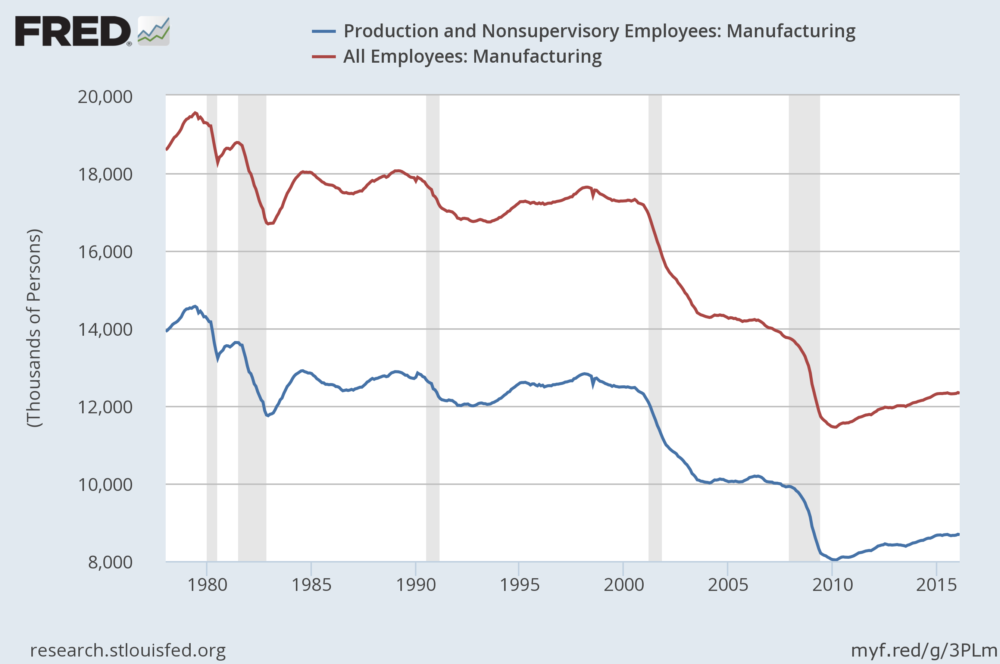 FRED®
Production and Nonsupervisory Employees: Manufacturing
All Employees: Manufacturing
20,000
18,000
16,000
14,000
12,000
10,000
8,000
(Thousands of Persons)
1980 1985 1990 1995 2000 2005 2010 2015
research.stlouisfed.org
myf.red/g/3PLm